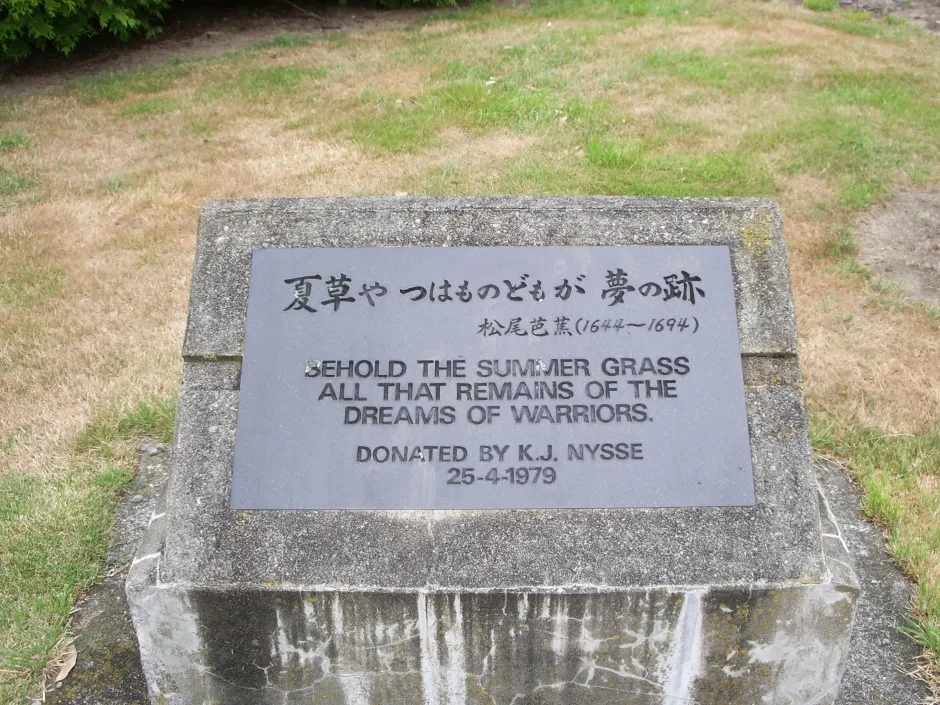 夏草や つはものどもが 夢の跡
松尾芭蕉(1644～1694)
BEHOLD THE SUMMER GRASS
ALL THAT REMAINS OF THE
DREAMS OF WARRIORS.
DONATED BY K.J. NYSSE
25-4-1979